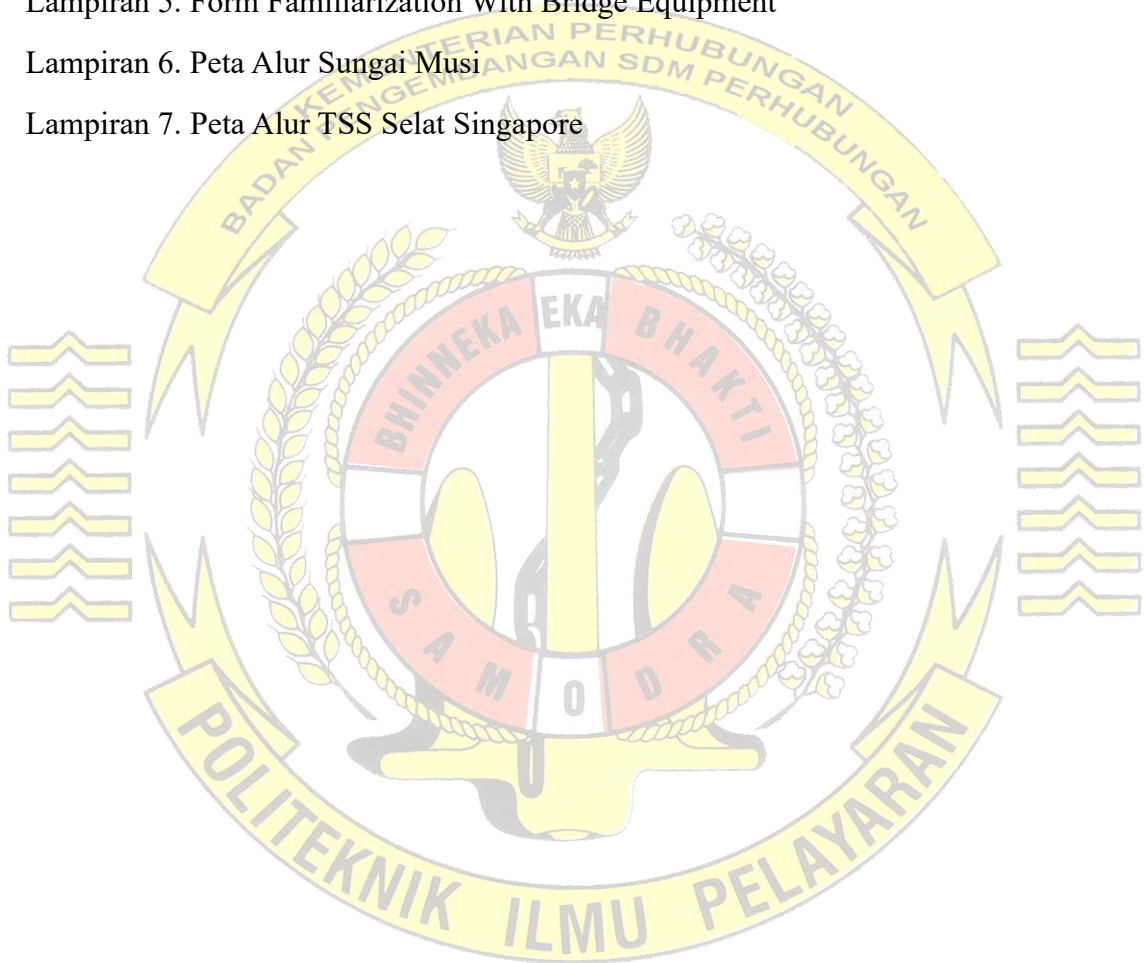 Lampiran 5. Form Familiarization With Bridge Equipment
Lampiran 6. Peta Alur Sungai Musi
Lampiran 7. Peta Alur TSS Selat Singapore
KEMENTERIAN PERHUBUNGAN
BADAN PENGEMBANGAN SDM PERHUBUNGAN
BHINNEKA EKA BHAKTI
SAMODRA
POLITEKNIK ILMU PELAYARAN